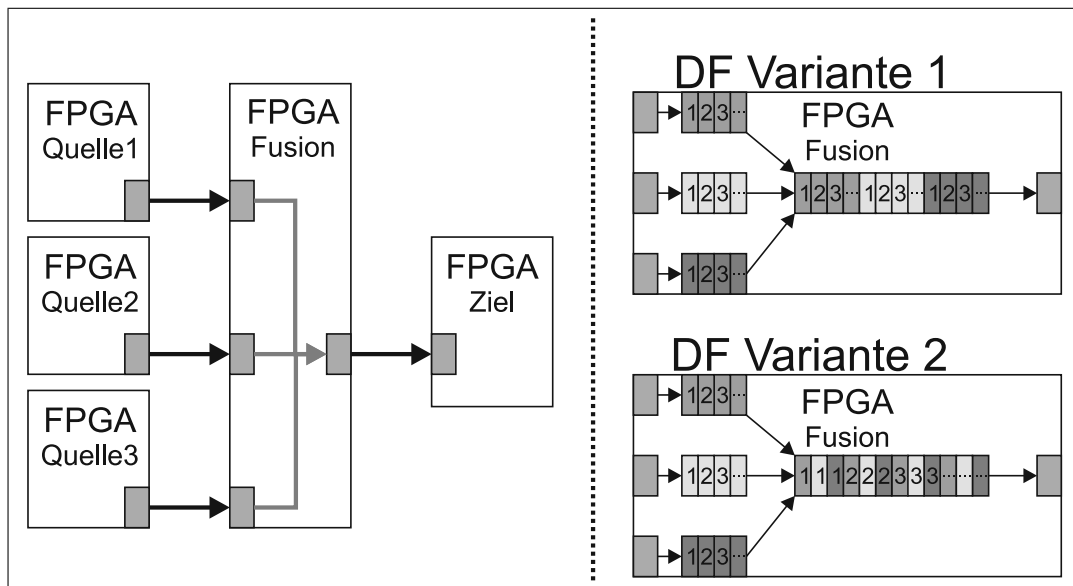 FPGA
Quelle1
FPGA
Quelle2
FPGA
Quelle3
FPGA
Fusion
FPGA
Ziel
DF Variante 1
FPGA
Fusion
1 2 3 ...
1 2 3 ...
1 2 3 ...
1 2 3 ... 1 2 3 ... 1 2 3 ...
DF Variante 2
FPGA
Fusion
1 2 3 ...
1 2 3 ...
1 2 3 ...
1 1 1 2 2 2 3 3 3 ... ... ...